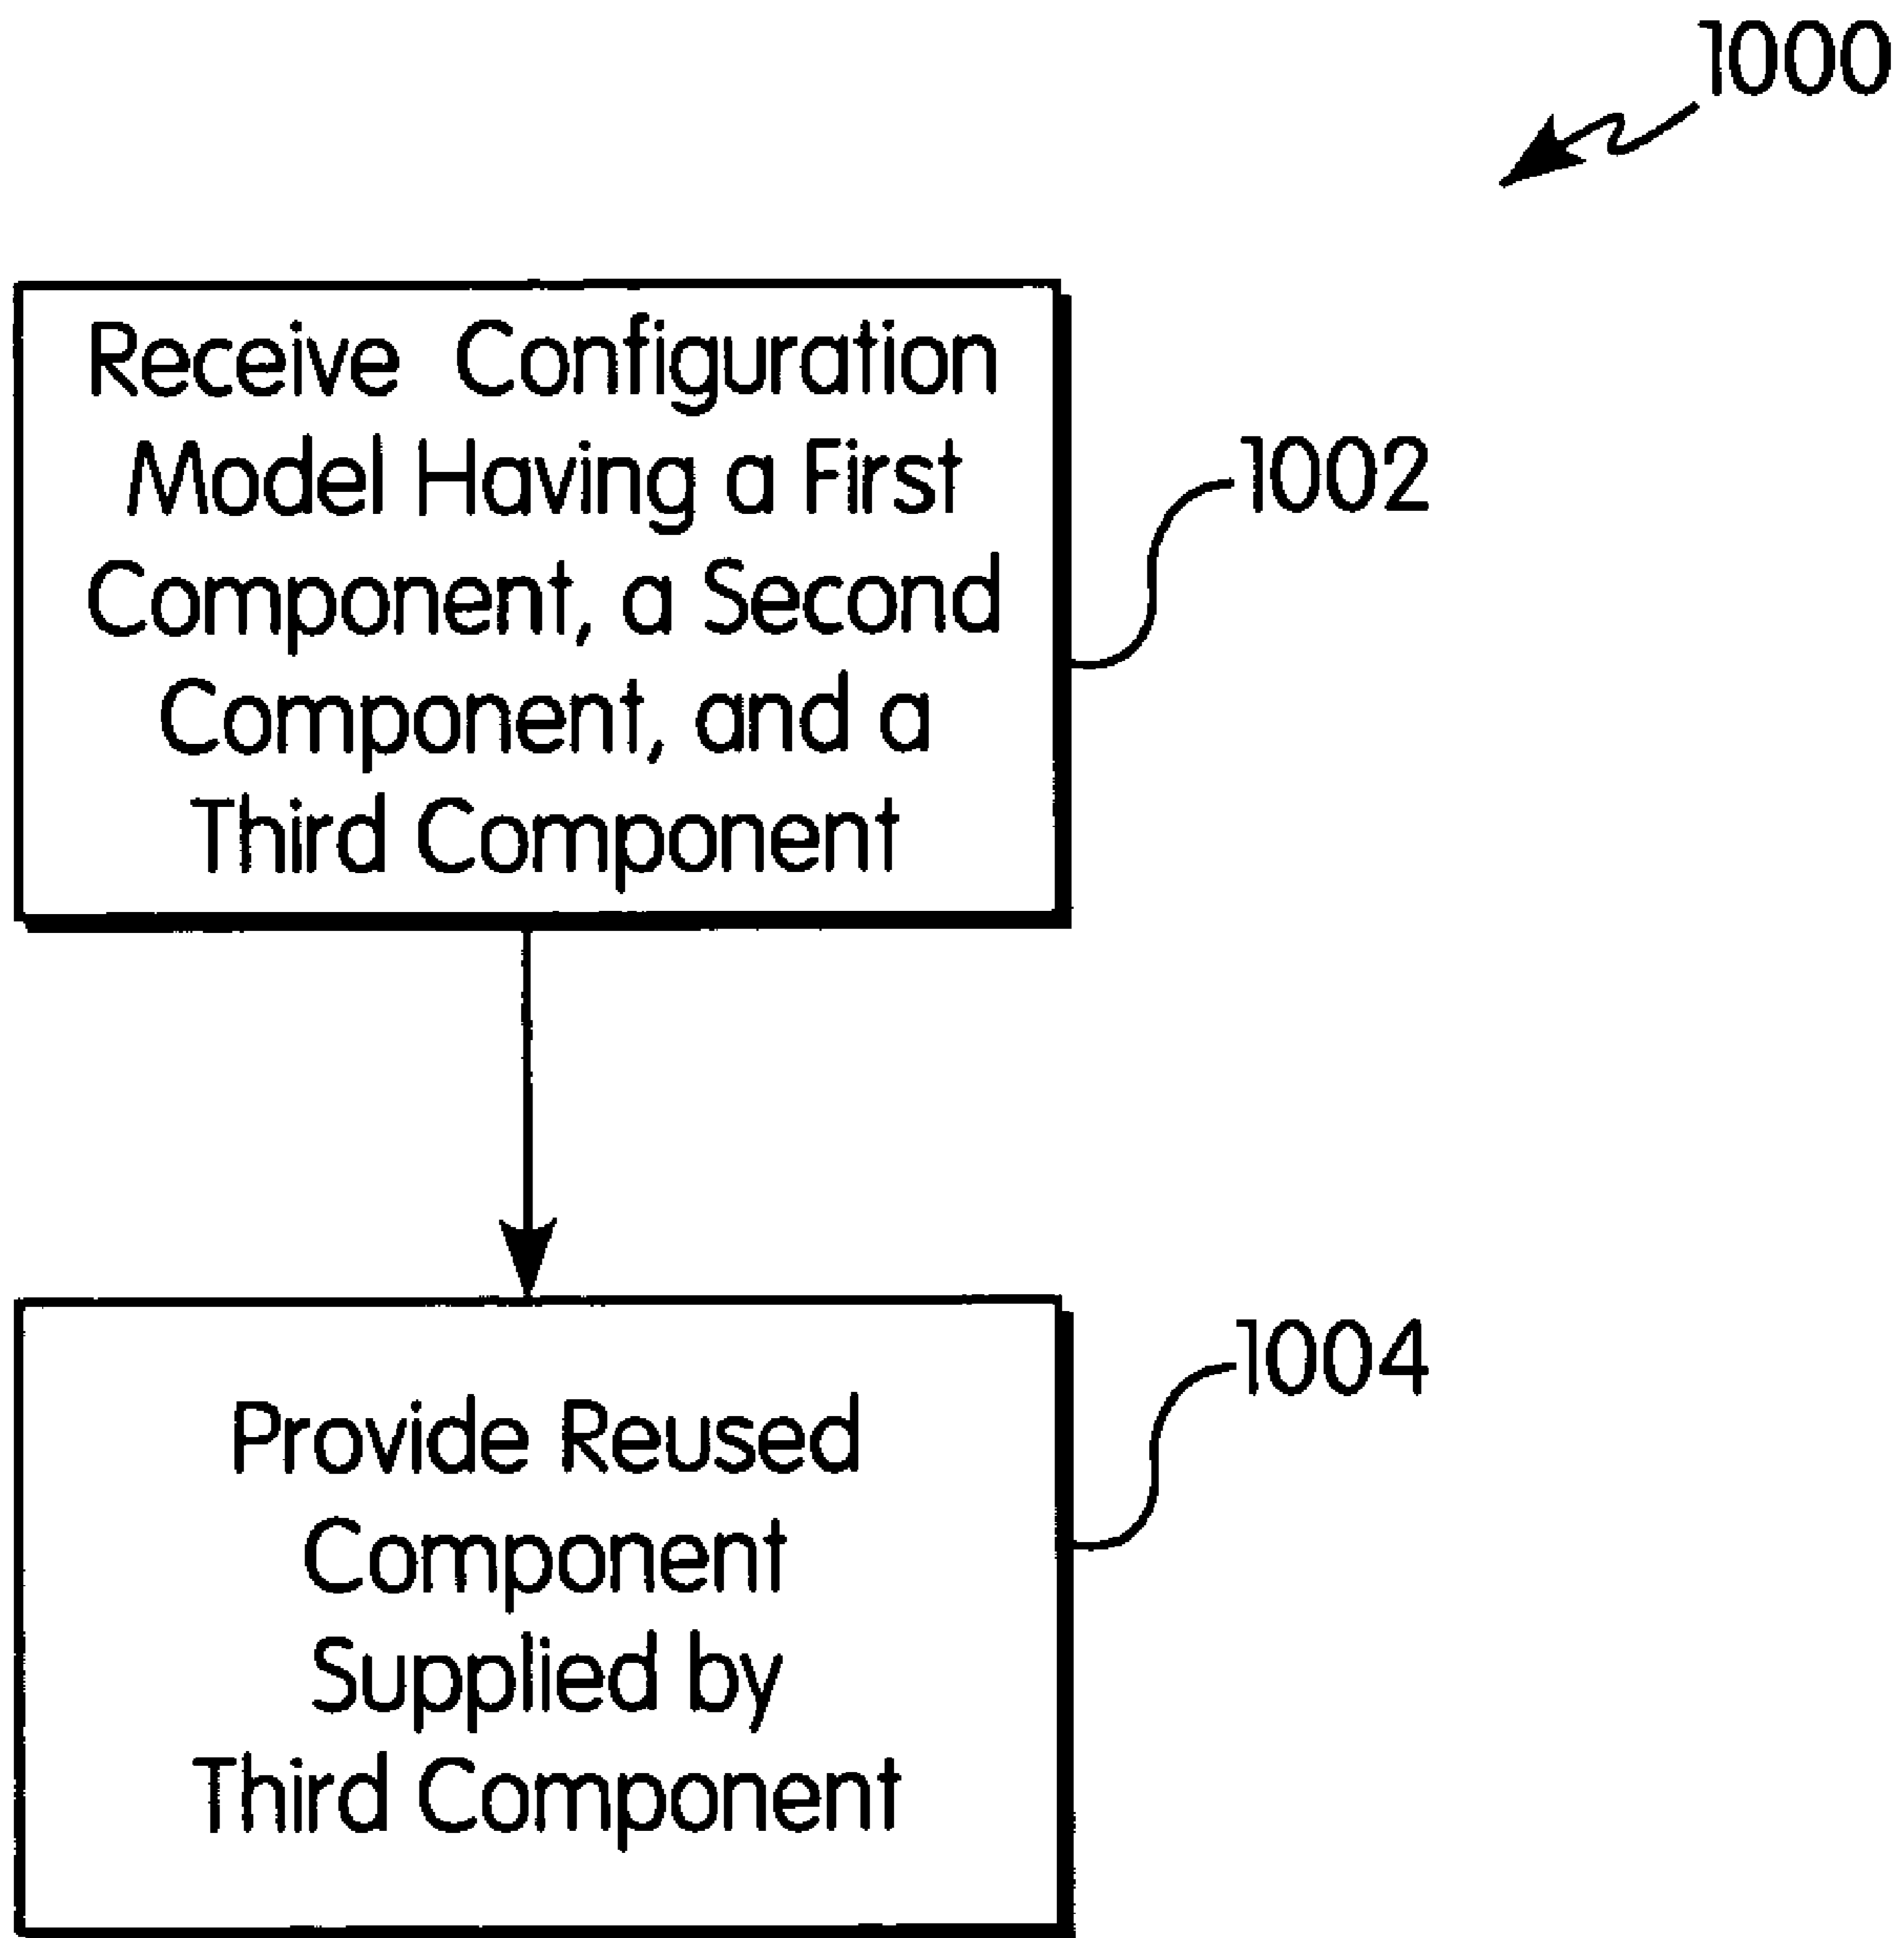 1000
Receive Configuration
Model Having a First
Component, a Second
Component, and a
Third Component
1002
Provide Reused
Component
Supplied by
Third Component
1004